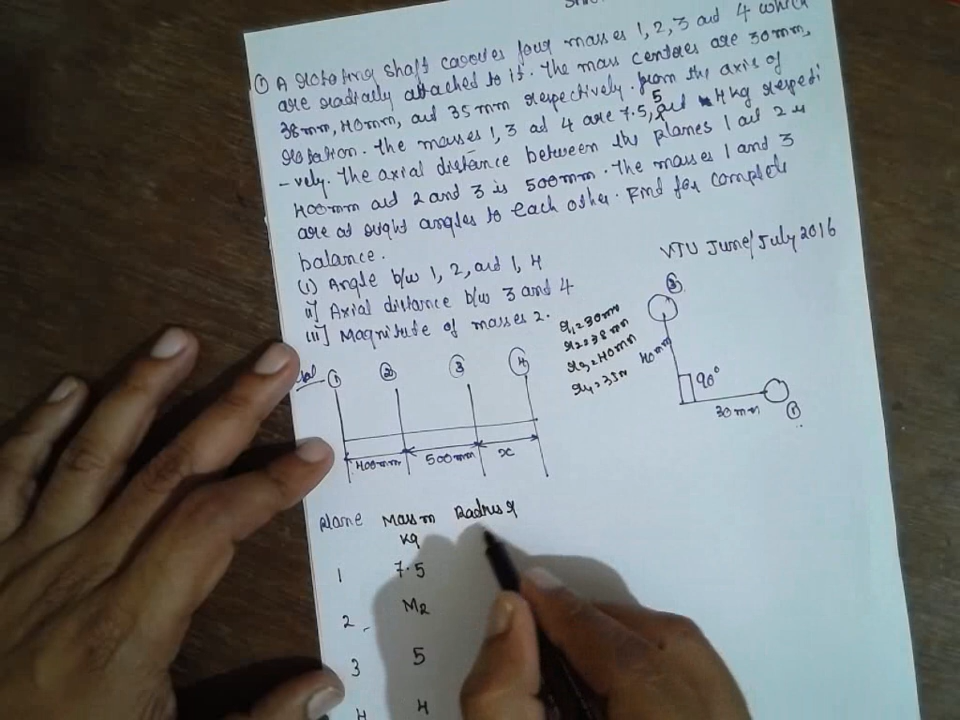 ① A rotating shaft carries four masses 1, 2, 3 and 4 which
are radially attached to it. The mass centres are 30mm,
38mm, 40mm, and 35mm respectively from the axis of
rotation. The masses 1, 3 ad 4 are 7.5, 5 and 4kg respecti
-vely. The axial distance between the planes 1 ad 2 is
400mm ad 2 and 3 is 500mm. The masses 1 and 3
are at right angles to each other. Find for complete
balance.
(i) Angle b/w 1, 2, and 1, 4
ii] Axial distance b/w 3 and 4
iii] Magnitude of masses 2.
VTU June/July 2016
① ② ③ ④
400mm 500mm x
r1=30mm
r2=38mm
r3=40mm
r4=35m
③
40mm
90°
30mm
①
Plane Mass m Radius r
kg
1 7.5
2 M2
3 5
4 4